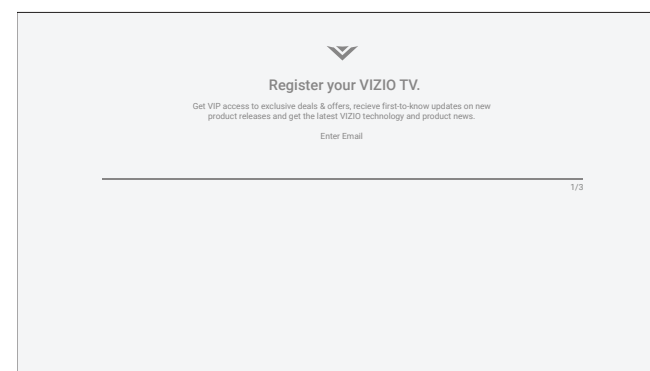 Register your VIZIO TV.
Get VIP access to exclusive deals & offers, recieve first-to-know updates on new
product releases and get the latest VIZIO technology and product news.
Enter Email
1/3